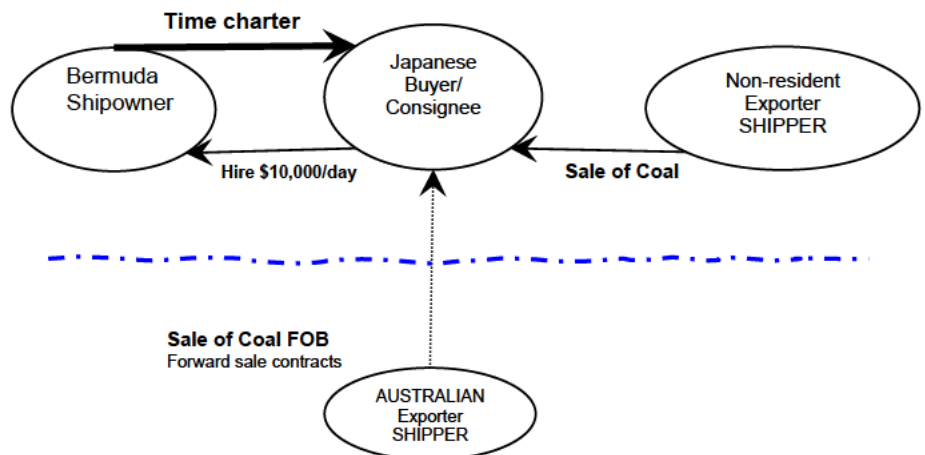 Time charter
Bermuda
Shipowner
Japanese
Buyer/
Consignee
Non-resident
Exporter
SHIPPER
Hire $10,000/day
Sale of Coal
Sale of Coal FOB
Forward sale contracts
AUSTRALIAN
Exporter
SHIPPER